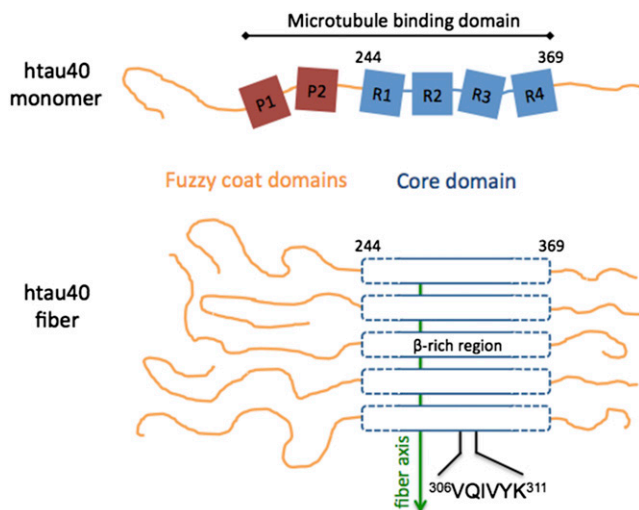 Microtubule binding domain
244
369
htau40
monomer
P1
P2
R1
R2
R3
R4
Fuzzy coat domains
Core domain
244
369
htau40
fiber
β-rich region
fiber axis
³⁰⁶VQIVYK³¹¹